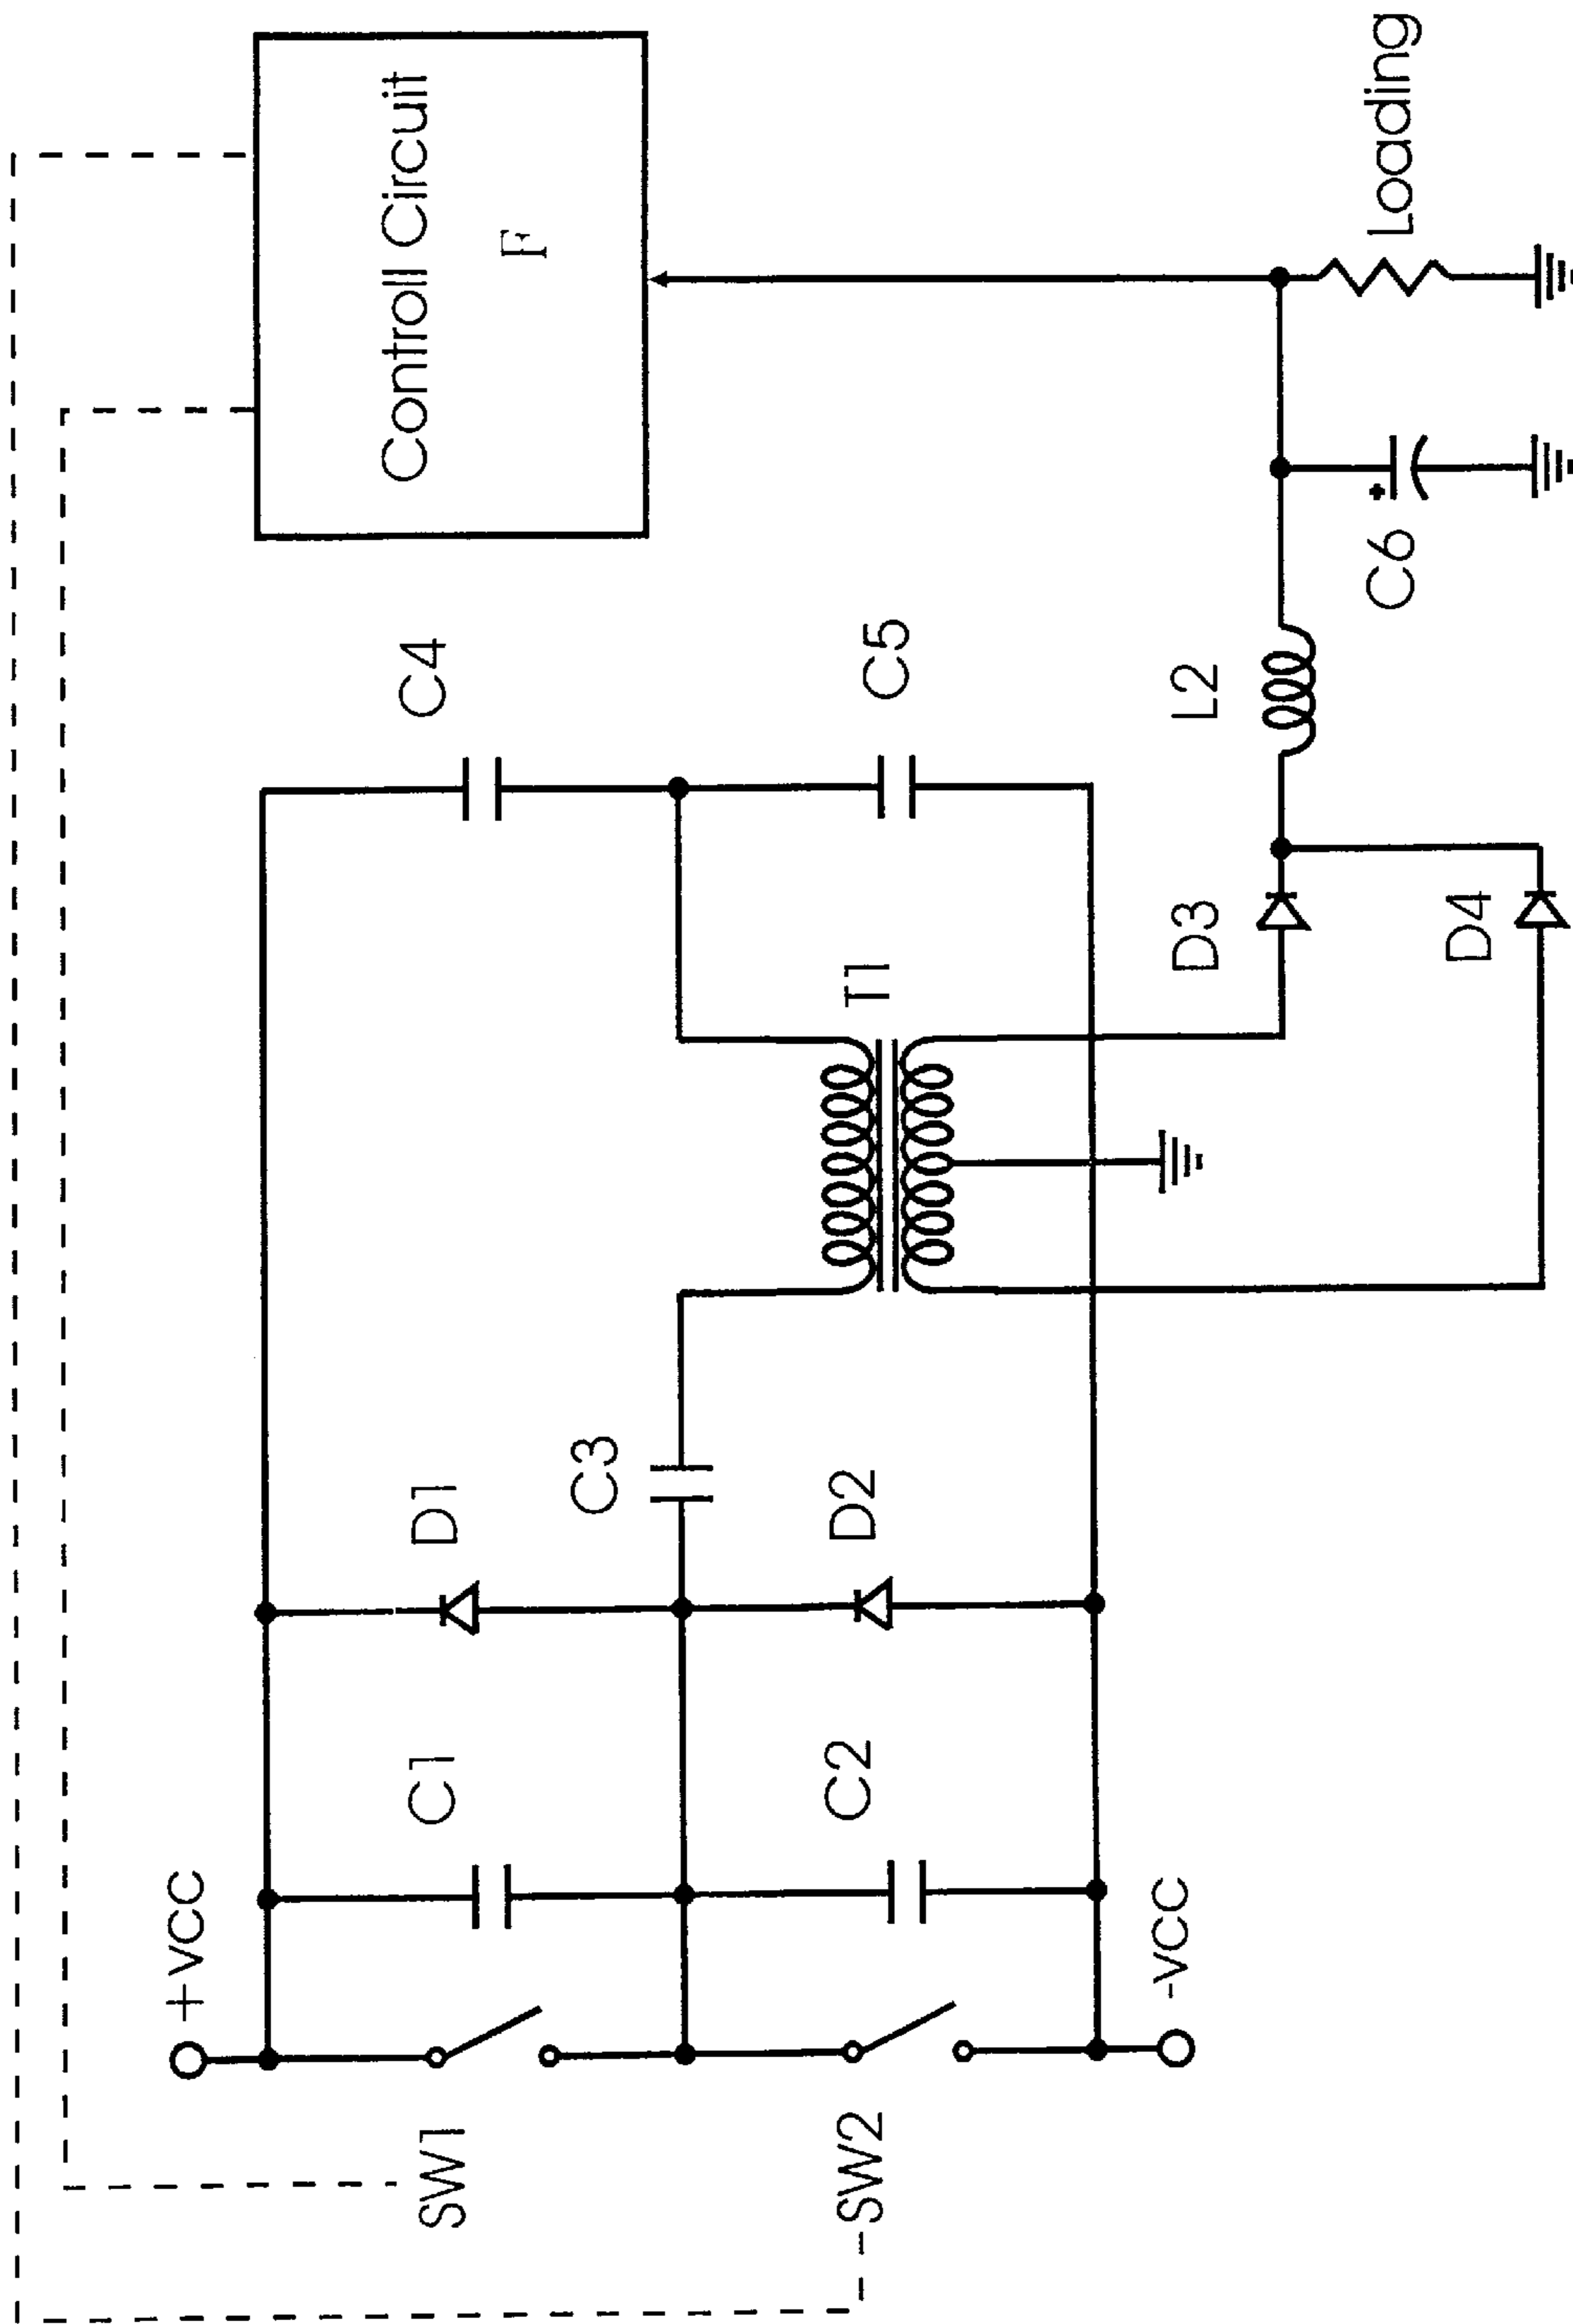 Controll Circuit
F
+VCC
SW1
C1
D1
C4
C3
T1
SW2
C2
D2
C5
-VCC
D3
L2
C6
Loading
D4